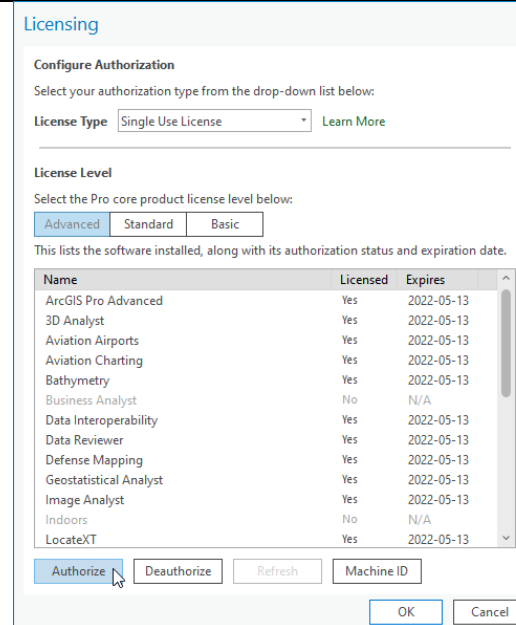 Licensing
Configure Authorization
Select your authorization type from the drop-down list below:
License Type Single Use License Learn More
License Level
Select the Pro core product license level below:
Advanced Standard Basic
This lists the software installed, along with its authorization status and expiration date.
Name Licensed Expires
ArcGIS Pro Advanced Yes 2022-05-13
3D Analyst Yes 2022-05-13
Aviation Airports Yes 2022-05-13
Aviation Charting Yes 2022-05-13
Bathymetry Yes 2022-05-13
Business Analyst No N/A
Data Interoperability Yes 2022-05-13
Data Reviewer Yes 2022-05-13
Defense Mapping Yes 2022-05-13
Geostatistical Analyst Yes 2022-05-13
Image Analyst Yes 2022-05-13
Indoors No N/A
LocateXT Yes 2022-05-13
Authorize Deauthorize Refresh Machine ID
OK Cancel